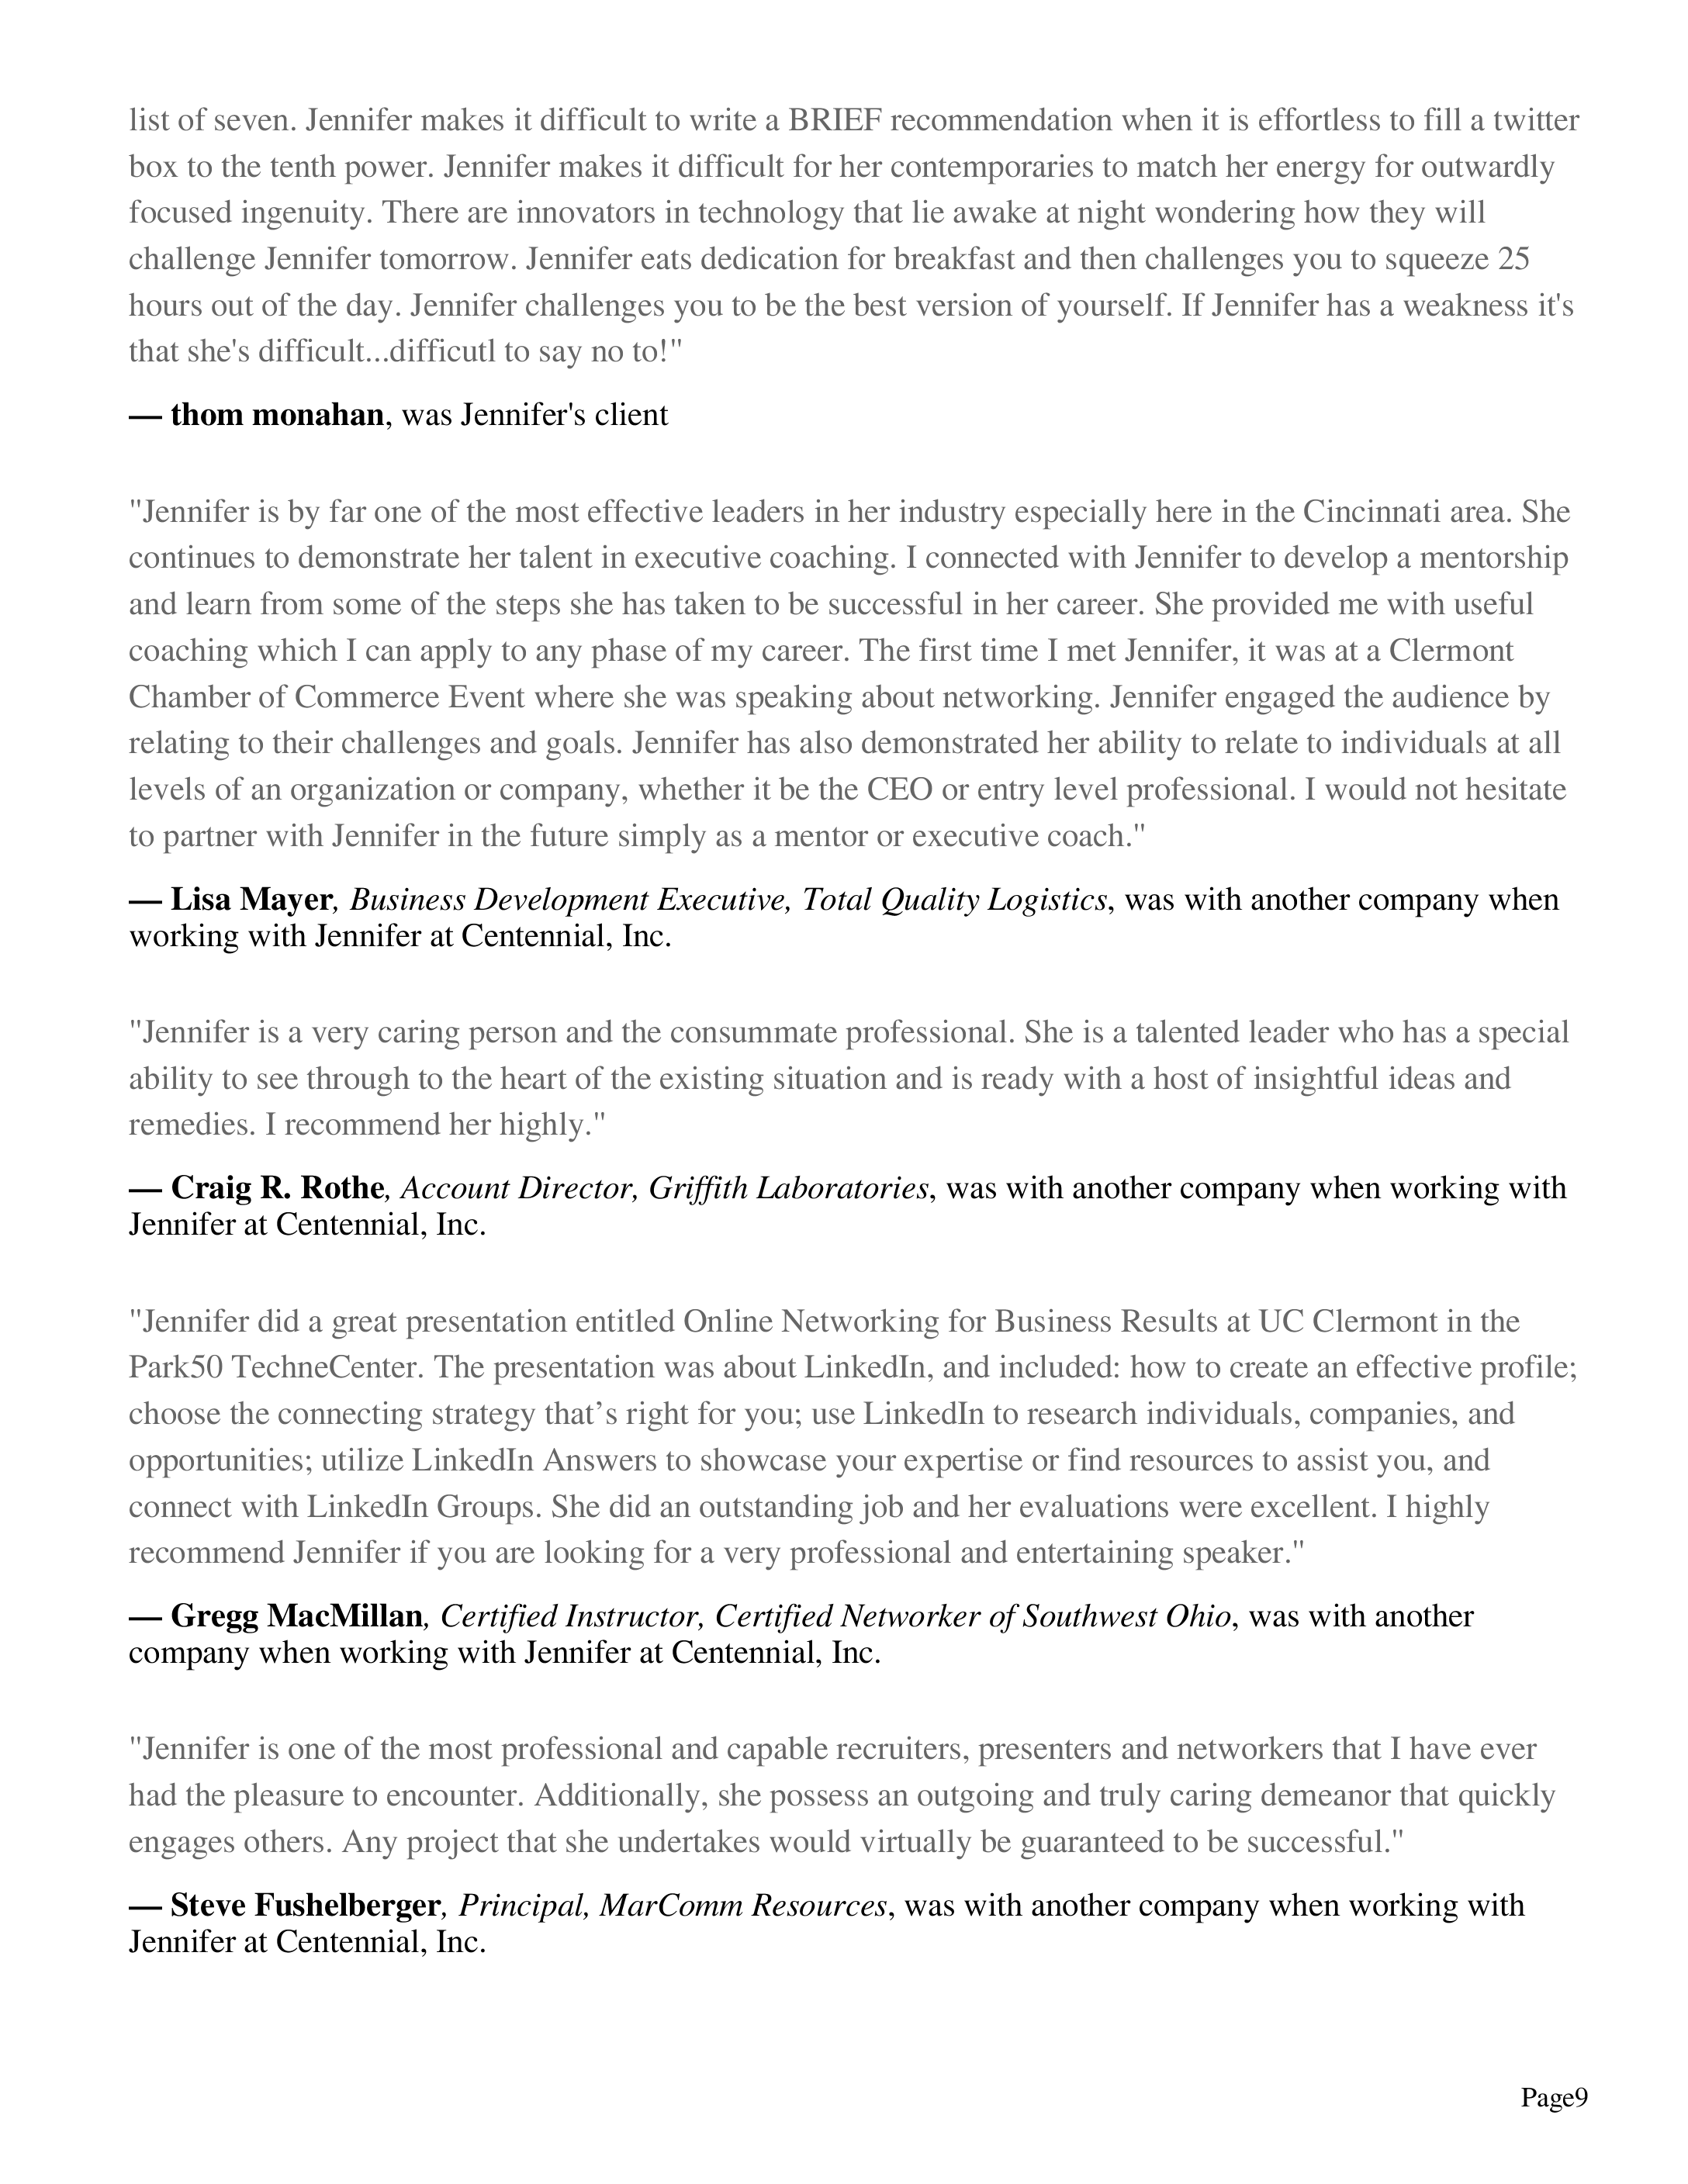 list of seven. Jennifer makes it difficult to write a BRIEF recommendation when it is effortless to fill a twitter
box to the tenth power. Jennifer makes it difficult for her contemporaries to match her energy for outwardly
focused ingenuity. There are innovators in technology that lie awake at night wondering how they will
challenge Jennifer tomorrow. Jennifer eats dedication for breakfast and then challenges you to squeeze 25
hours out of the day. Jennifer challenges you to be the best version of yourself. If Jennifer has a weakness it's
that she's difficult...difficutl to say no to!"
— thom monahan, was Jennifer's client
"Jennifer is by far one of the most effective leaders in her industry especially here in the Cincinnati area. She
continues to demonstrate her talent in executive coaching. I connected with Jennifer to develop a mentorship
and learn from some of the steps she has taken to be successful in her career. She provided me with useful
coaching which I can apply to any phase of my career. The first time I met Jennifer, it was at a Clermont
Chamber of Commerce Event where she was speaking about networking. Jennifer engaged the audience by
relating to their challenges and goals. Jennifer has also demonstrated her ability to relate to individuals at all
levels of an organization or company, whether it be the CEO or entry level professional. I would not hesitate
to partner with Jennifer in the future simply as a mentor or executive coach."
— Lisa Mayer, Business Development Executive, Total Quality Logistics, was with another company when
working with Jennifer at Centennial, Inc.
"Jennifer is a very caring person and the consummate professional. She is a talented leader who has a special
ability to see through to the heart of the existing situation and is ready with a host of insightful ideas and
remedies. I recommend her highly."
— Craig R. Rothe, Account Director, Griffith Laboratories, was with another company when working with
Jennifer at Centennial, Inc.
"Jennifer did a great presentation entitled Online Networking for Business Results at UC Clermont in the
Park50 TechneCenter. The presentation was about LinkedIn, and included: how to create an effective profile;
choose the connecting strategy that’s right for you; use LinkedIn to research individuals, companies, and
opportunities; utilize LinkedIn Answers to showcase your expertise or find resources to assist you, and
connect with LinkedIn Groups. She did an outstanding job and her evaluations were excellent. I highly
recommend Jennifer if you are looking for a very professional and entertaining speaker."
— Gregg MacMillan, Certified Instructor, Certified Networker of Southwest Ohio, was with another
company when working with Jennifer at Centennial, Inc.
"Jennifer is one of the most professional and capable recruiters, presenters and networkers that I have ever
had the pleasure to encounter. Additionally, she possess an outgoing and truly caring demeanor that quickly
engages others. Any project that she undertakes would virtually be guaranteed to be successful."
— Steve Fushelberger, Principal, MarComm Resources, was with another company when working with
Jennifer at Centennial, Inc.
Page9